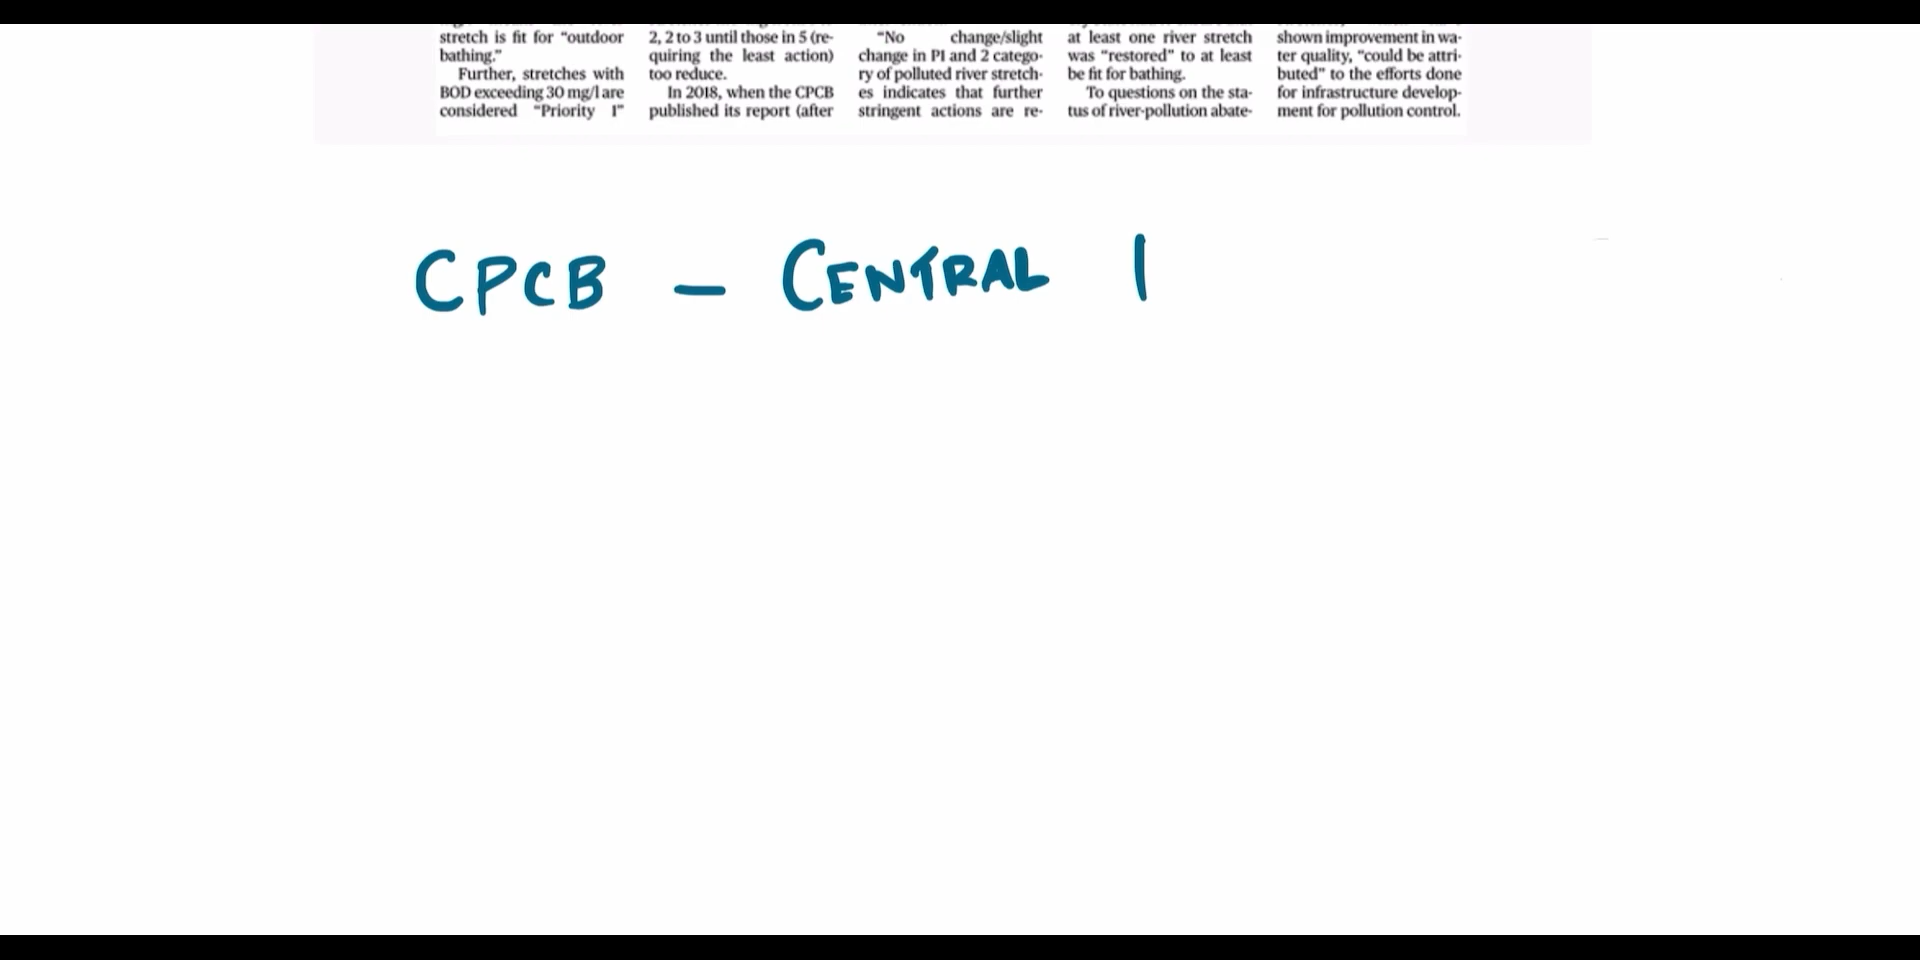 stretch is fit for “outdoor
bathing.”
Further, stretches with
BOD exceeding 30 mg/l are
considered “Priority 1”
2, 2 to 3 until those in 5 (re-
quiring the least action)
too reduce.
In 2018, when the CPCB
published its report (after
“No change/slight
change in P1 and 2 catego-
ry of polluted river stretch-
es indicates that further
stringent actions are re-
at least one river stretch
was “restored” to at least
be fit for bathing.
To questions on the sta-
tus of river-pollution abate-
shown improvement in wa-
ter quality, “could be attri-
buted” to the efforts done
for infrastructure develop-
ment for pollution control.
CPCB – CENTRAL